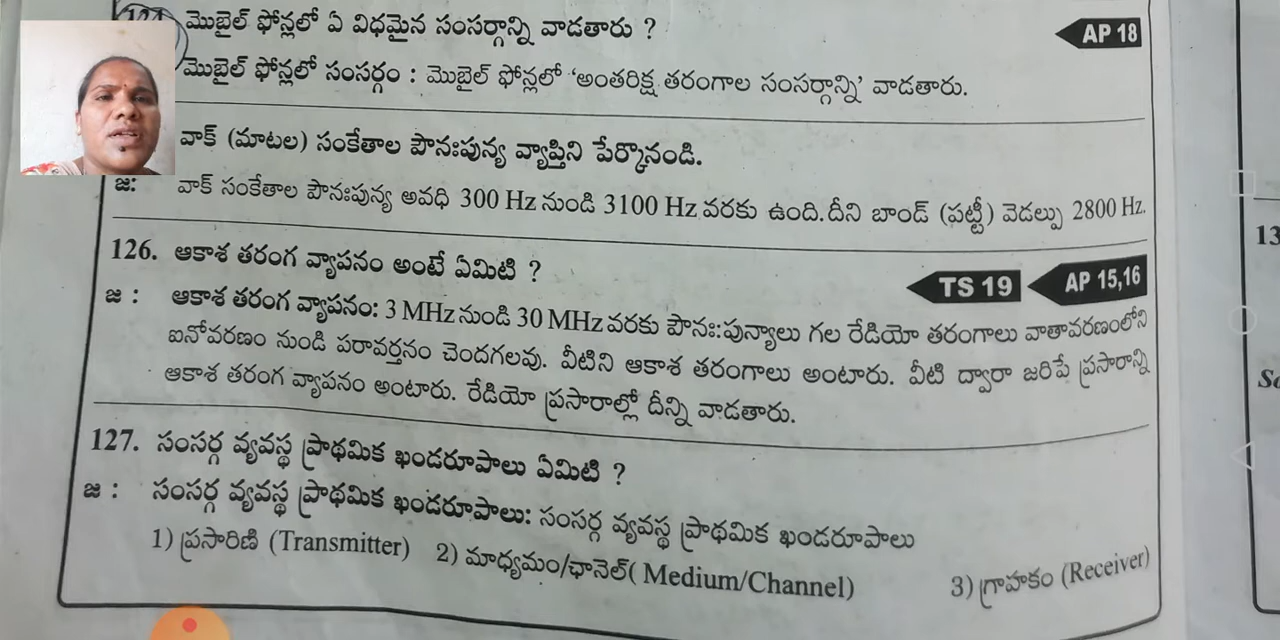 124. మొబైల్ ఫోన్లలో ఏ విధమైన సంసర్గాన్ని వాడతారు ? AP 18
మొబైల్ ఫోన్లలో సంసర్గం : మొబైల్ ఫోన్లలో ‘అంతరిక్ష తరంగాల సంసర్గాన్ని’ వాడతారు.
వాక్ (మాటల) సంకేతాల పౌనఃపున్య వ్యాప్తిని పేర్కొనండి.
జ: వాక్ సంకేతాల పౌనఃపున్య అవధి 300 Hz నుండి 3100 Hz వరకు ఉంది. దీని బాండ్ (ఫట్టీ) వెడల్పు 2800 Hz.
126. ఆకాశ తరంగ వ్యాపనం అంటే ఏమిటి ? TS 19 AP 15,16
జ : ఆకాశ తరంగ వ్యాపనం: 3 MHz నుండి 30 MHz వరకు పౌనః:పున్యాలు గల రేడియో తరంగాలు వాతావరణంలోని
ఐనోవరణం నుండి పరావర్తనం చెందగలవు. వీటిని ఆకాశ తరంగాలు అంటారు. వీటి ద్వారా జరిపే ప్రసారాన్ని
ఆకాశ తరంగ వ్యాపనం అంటారు. రేడియో ప్రసారాల్లో దీన్ని వాడతారు.
127. సంసర్గ వ్యవస్థ ప్రాథమిక ఖండరూపాలు ఏమిటి ?
జ : సంసర్గ వ్యవస్థ ప్రాథమిక ఖండరూపాలు: సంసర్గ వ్యవస్థ ప్రాథమిక ఖండరూపాలు
1) ప్రసారిణి (Transmitter) 2) మాధ్యమం/ఛానెల్( Medium/Channel) 3) గ్రాహకం (Receiver)
13